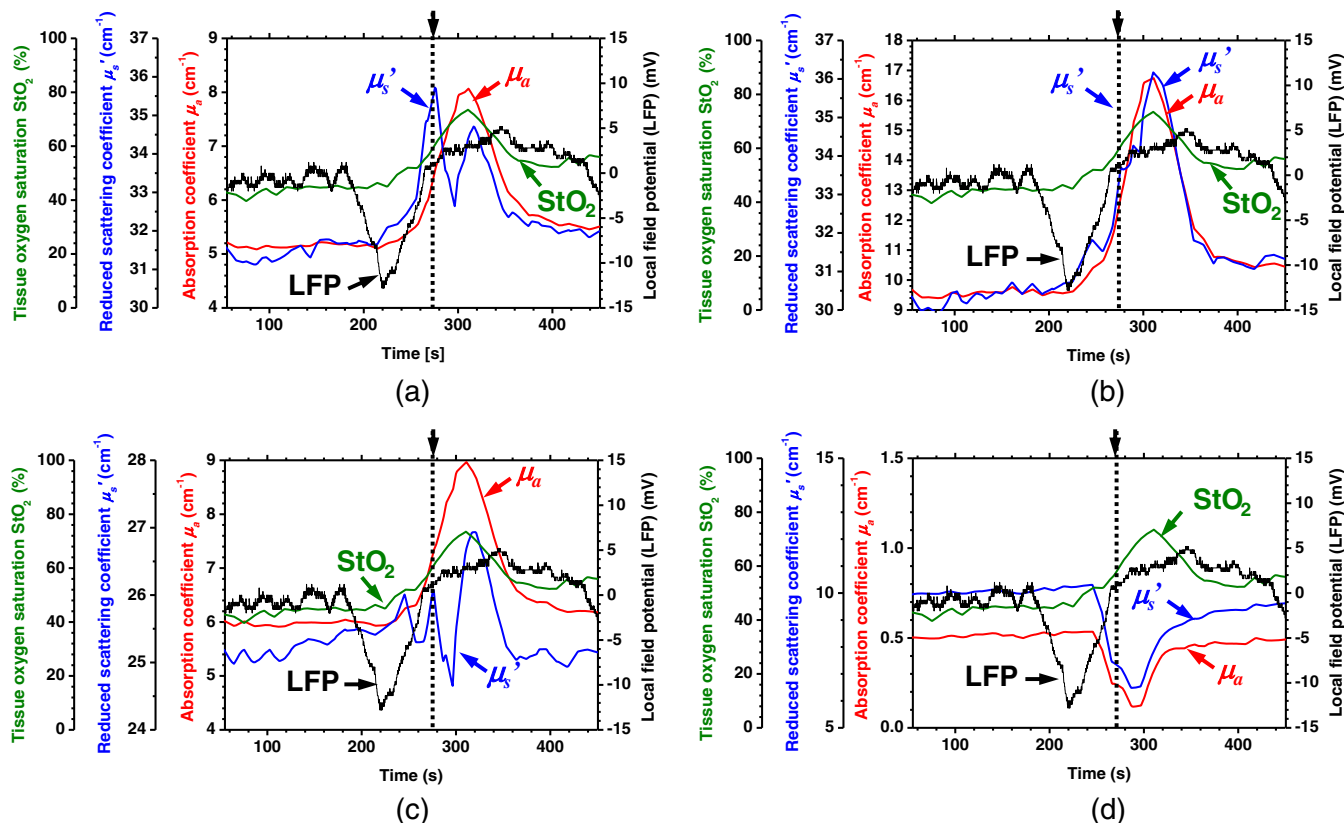 Tissue oxygen saturation StO₂ (%)
100
80
60
40
20
0
Reduced scattering coefficient μₛ' (cm⁻¹)
37
36
35
34
33
32
31
30
Absorption coefficient μₐ (cm⁻¹)
9
8
7
6
5
4
μₛ'
μₐ
StO₂
LFP
15
10
5
0
-5
-10
-15
Local field potential (LFP) (mV)
100 200 300 400
Time [s]
(a)
Tissue oxygen saturation StO₂ (%)
100
80
60
40
20
0
Reduced scattering coefficient μₛ' (cm⁻¹)
37
36
35
34
33
32
31
30
Absorption coefficient μₐ (cm⁻¹)
18
17
16
15
14
13
12
11
10
9
μₛ'
μₛ'
μₐ
StO₂
LFP
15
10
5
0
-5
-10
-15
Local field potential (LFP) (mV)
100 200 300 400
Time (s)
(b)
Tissue oxygen saturation StO₂ (%)
100
80
60
40
20
0
Reduced scattering coefficient μₛ' (cm⁻¹)
28
27
26
25
24
Absorption coefficient μₐ (cm⁻¹)
9
8
7
6
5
4
μₐ
StO₂
LFP
μₛ'
15
10
5
0
-5
-10
-15
Local field potential (LFP) (mV)
100 200 300 400
Time (s)
(c)
Tissue oxygen saturation StO₂ (%)
100
80
60
40
20
0
Reduced scattering coefficient μₛ' (cm⁻¹)
15
10
5
Absorption coefficient μₐ (cm⁻¹)
1.5
1.0
0.5
0.0
StO₂
μₛ'
LFP
μₐ
15
10
5
0
-5
-10
-15
Local field potential (LFP) (mV)
100 200 300 400
Time (s)
(d)